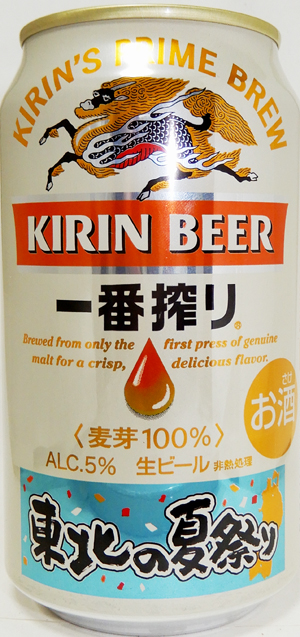 KIRIN'S PRIME BREW
KIRIN BEER
一番搾り®
Brewed from only the first press of genuine
malt for a crisp, delicious flavor.
さけ
お酒
〈麦芽100%〉
ALC.5% 生ビール 非熱処理
東北の夏祭り